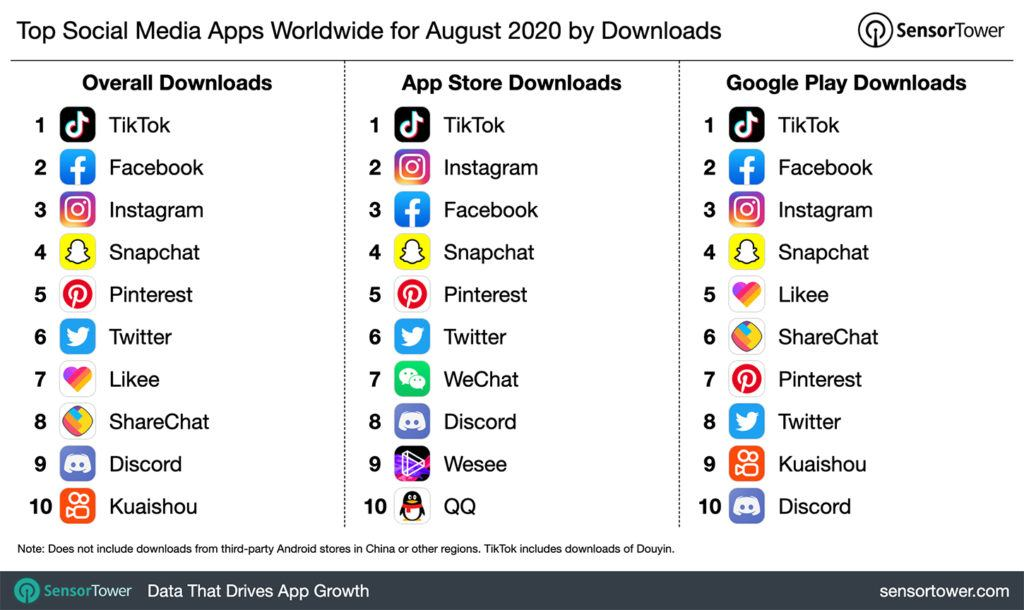 Top Social Media Apps Worldwide for August 2020 by Downloads
SensorTower
Overall Downloads
1 TikTok
2 Facebook
3 Instagram
4 Snapchat
5 Pinterest
6 Twitter
7 Likee
8 ShareChat
9 Discord
10 Kuaishou
App Store Downloads
1 TikTok
2 Instagram
3 Facebook
4 Snapchat
5 Pinterest
6 Twitter
7 WeChat
8 Discord
9 Wesee
10 QQ
Google Play Downloads
1 TikTok
2 Facebook
3 Instagram
4 Snapchat
5 Likee
6 ShareChat
7 Pinterest
8 Twitter
9 Kuaishou
10 Discord
Note: Does not include downloads from third-party Android stores in China or other regions. TikTok includes downloads of Douyin.
SensorTower Data That Drives App Growth sensortower.com